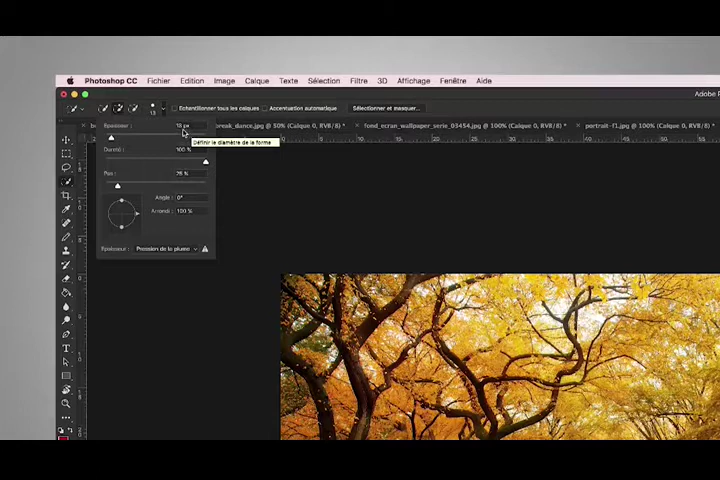 Photoshop CC Fichier Edition Image Calque Texte Sélection Filtre 3D Affichage Fenêtre Aide
Adobe P
13 Echantillonner tous les calques Accentuation automatique Sélectionner et masquer...
break_dance.jpg @ 50% (Calque 0, RVB/8) * fond_ecran_wallpaper_serie_03454.jpg @ 100% (Calque 0, RVB/8) * portrait-f1.jpg @ 100% (Calque 0, RVB/8)
Epaisseur : 13 px
Définir le diamètre de la forme
Dureté : 100 %
Pas : 25 %
Angle : 0°
Arrondi : 100 %
Epaisseur : Pression de la plume